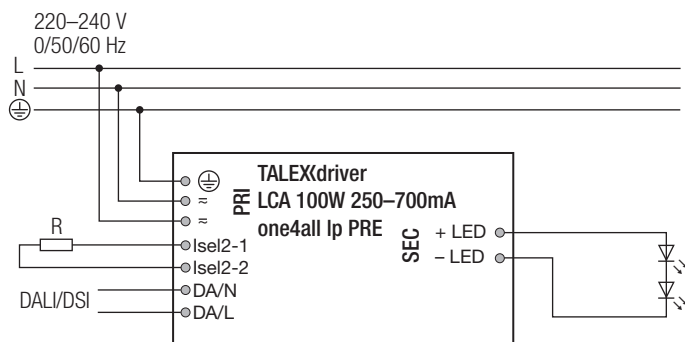 220–240 V
0/50/60 Hz
L
N
TALEXXdriver
LCA 100W 250–700mA
one4all lp PRE
PRI
≂
≂
R
Isel2-1
Isel2-2
DALI/DSI
DA/N
DA/L
SEC
+ LED
– LED